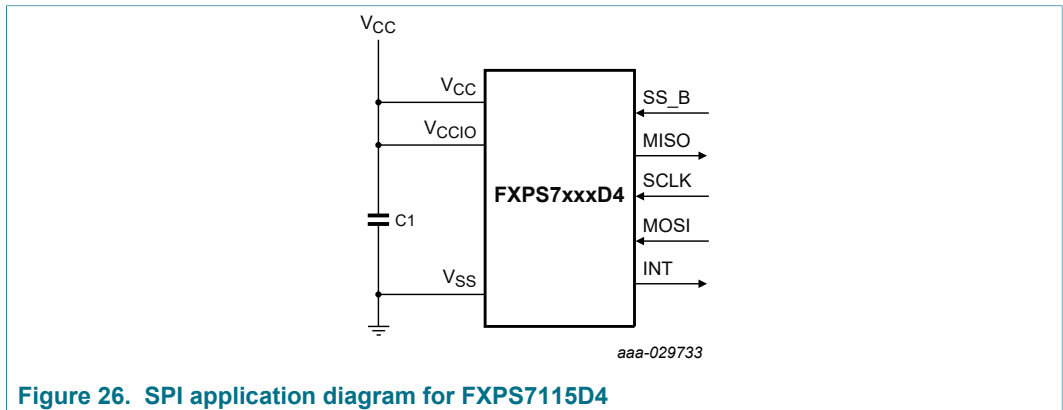 VCC
VCC
SS_B
VCCIO
MISO
SCLK
FXPS7xxxD4
C1
MOSI
VSS
INT
aaa-029733
Figure 26. SPI application diagram for FXPS7115D4